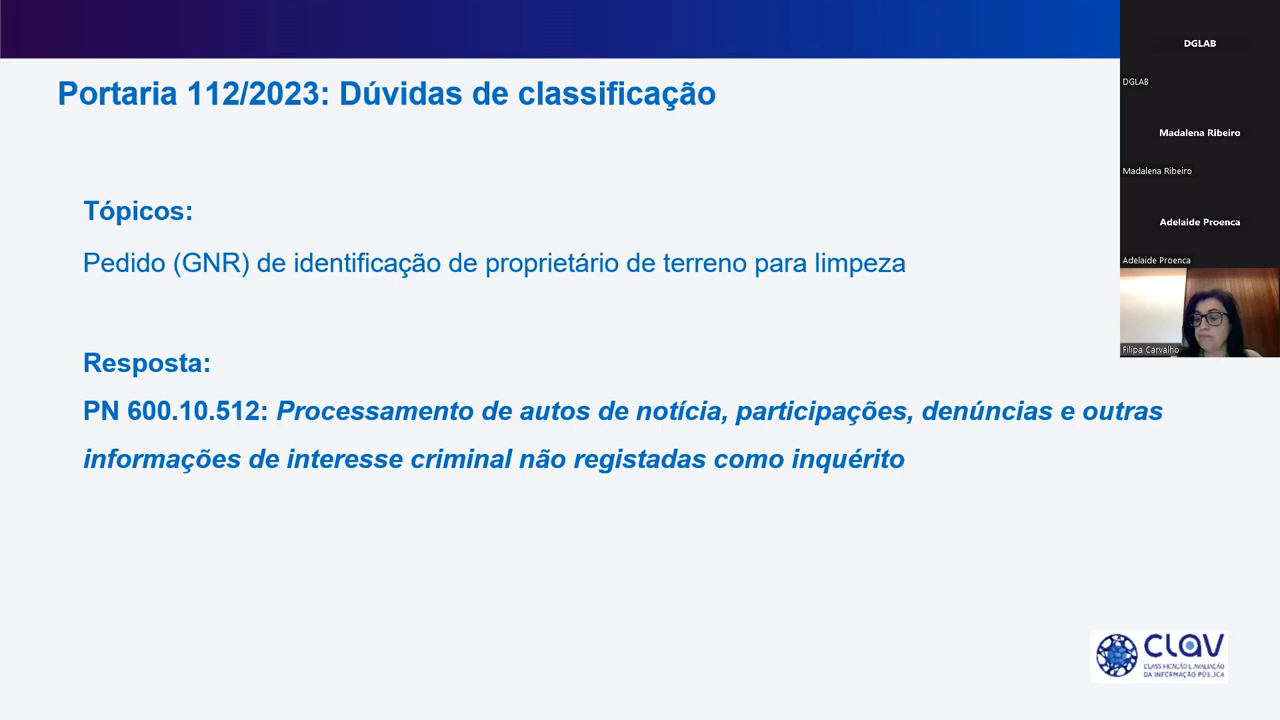 Portaria 112/2023: Dúvidas de classificação
Tópicos:
Pedido (GNR) de identificação de proprietário de terreno para limpeza
Resposta:
PN 600.10.512: Processamento de autos de notícia, participações, denúncias e outras
informações de interesse criminal não registadas como inquérito
DGLAB
DGLAB
Madalena Ribeiro
Madalena Ribeiro
Adelaide Proenca
Adelaide Proenca
Filipa Carvalho
CLAV
CLASSIFICAÇÃO E AVALIAÇÃO
DA INFORMAÇÃO PÚBLICA